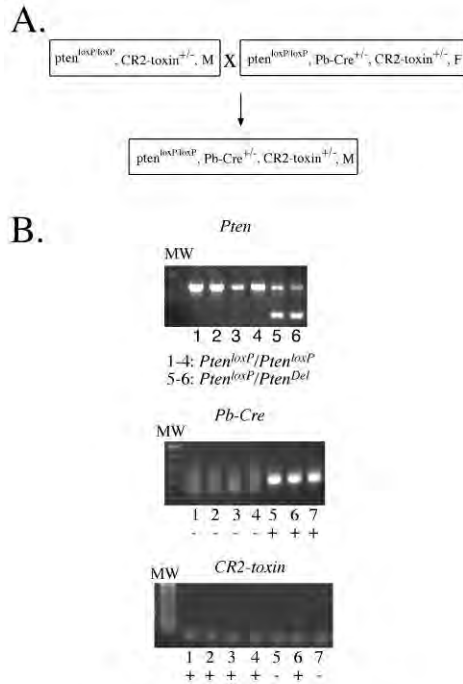 A.
pten^loxP/loxP, CR2-toxin^+/-, M X pten^loxP/loxP, Pb-Cre^+/-, CR2-toxin^+/-, F
pten^loxP/loxP, Pb-Cre^+/-, CR2-toxin^+/-, M
B.
Pten
MW
1 2 3 4 5 6
1-4: Pten^loxP/Pten^loxP
5-6: Pten^loxP/Pten^Del
Pb-Cre
MW
1 2 3 4 5 6 7
- - - - + + +
CR2-toxin
MW
1 2 3 4 5 6 7
+ + + + - + -